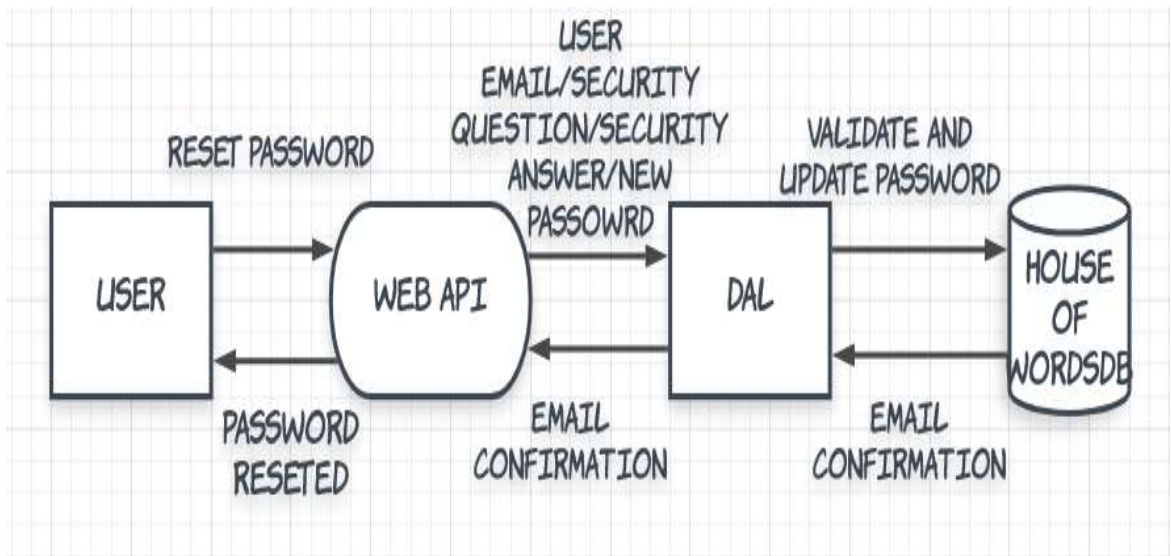 USER
EMAIL/SECURITY
QUESTION/SECURITY
ANSWER/NEW
PASSOWRD
RESET PASSWORD
VALIDATE AND
UPDATE PASSWORD
USER
WEB API
DAL
HOUSE
OF
WORDSDB
PASSWORD
RESETED
EMAIL
CONFIRMATION
EMAIL
CONFIRMATION